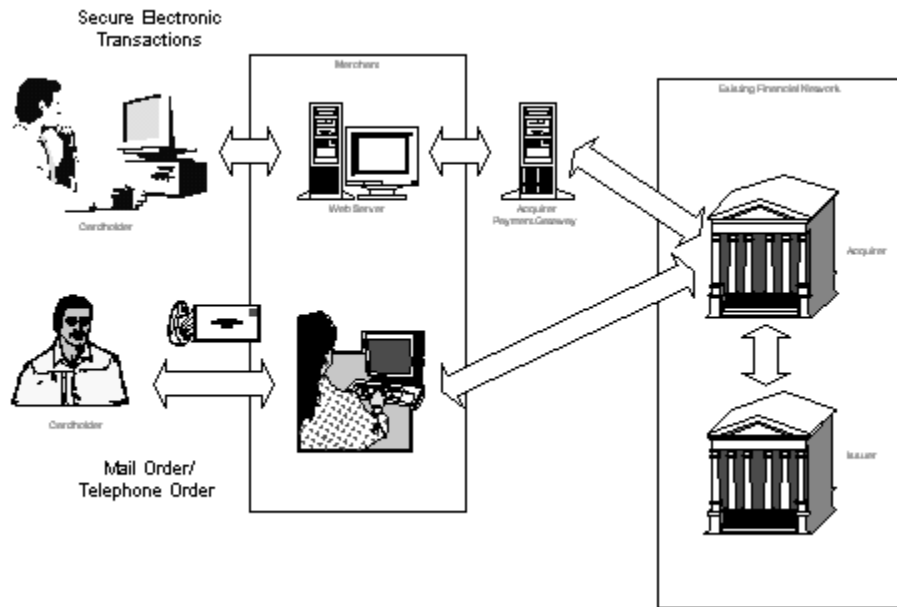 Secure Electronic
Transactions
Merchant
Existing Financial Network
Cardholder
Web Server
Acquirer
Payment Gateway
Acquirer
Cardholder
Issuer
Mail Order/
Telephone Order